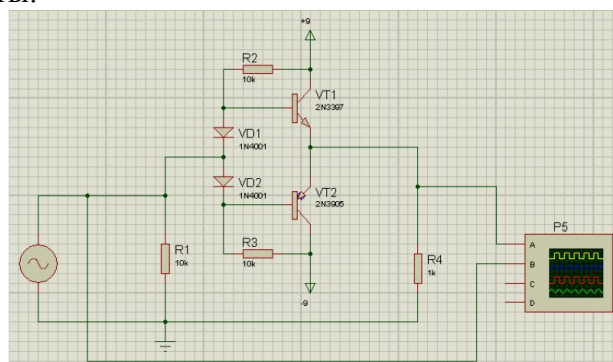 +9
R2
10k
VT1
2N3397
VD1
1N4001
VD2
1N4001
VT2
2N3905
P5
A
B
C
D
R1
10k
R3
10k
R4
1k
-9